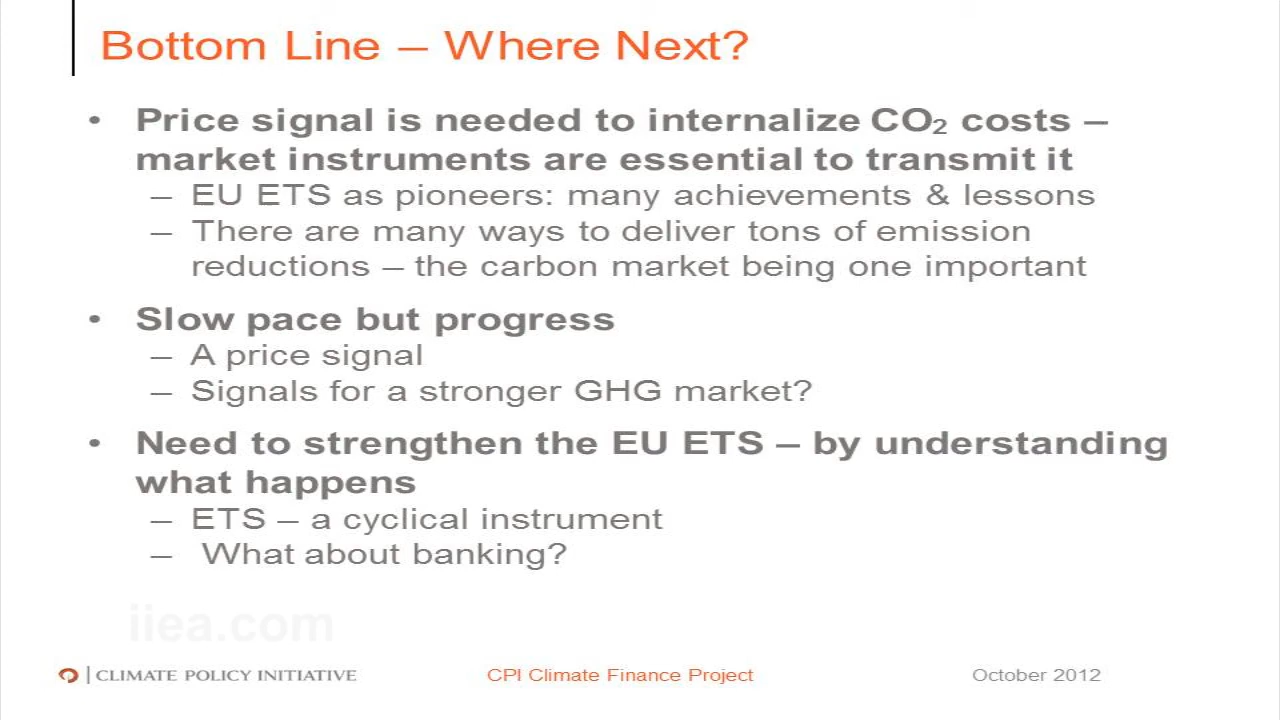 Bottom Line – Where Next?
• Price signal is needed to internalize CO₂ costs –
market instruments are essential to transmit it
– EU ETS as pioneers: many achievements & lessons
– There are many ways to deliver tons of emission
reductions – the carbon market being one important
• Slow pace but progress
– A price signal
– Signals for a stronger GHG market?
• Need to strengthen the EU ETS – by understanding
what happens
– ETS – a cyclical instrument
– What about banking?
iiea.com
CLIMATE POLICY INITIATIVE
CPI Climate Finance Project
October 2012